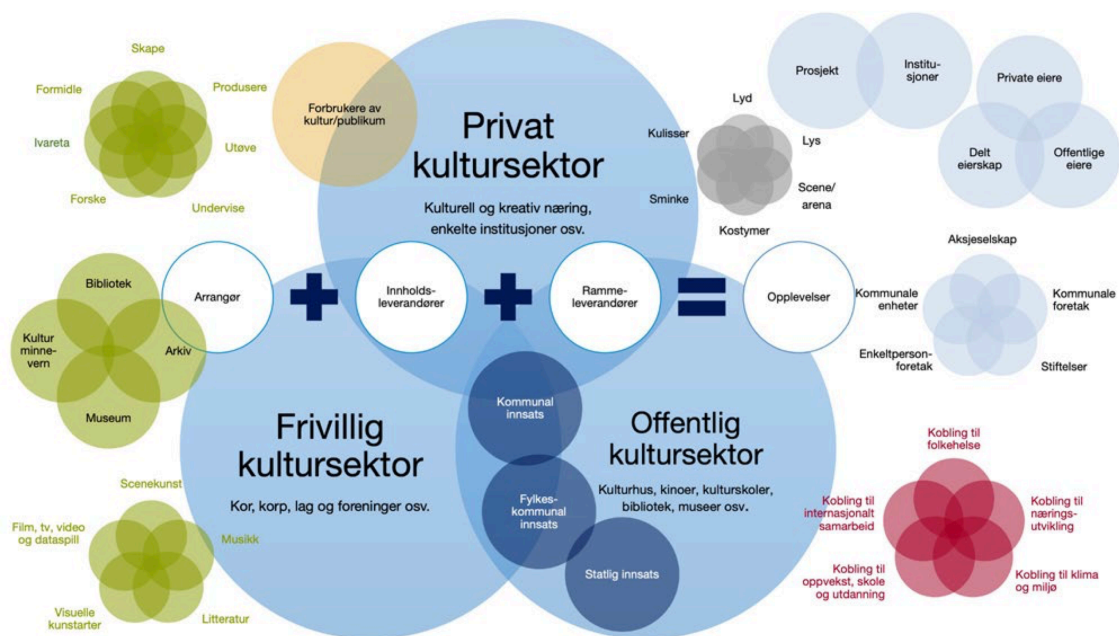 Skape
Formidle
Produsere
Ivareta
Utøve
Forske
Undervise
Forbrukere av
kultur/publikum
Privat
kultursektor
Kulturell og kreativ næring,
enkelte institusjoner osv.
Lyd
Kulisser
Lys
Sminke
Scene/
arena
Kostymer
Prosjekt
Institu-
sjoner
Private eiere
Delt
eierskap
Offentlige
eiere
Bibliotek
Kultur
minne-
vern
Arkiv
Museum
Arrangør
+
Innholds-
leverandører
+
Ramme-
leverandører
=
Opplevelser
Aksjeselskap
Kommunale
enheter
Kommunale
foretak
Enkeltperson-
foretak
Stiftelser
Frivillig
kultursektor
Kor, korp, lag og foreninger osv.
Kommunal
innsats
Fylkes-
kommunal
innsats
Statlig innsats
Offentlig
kultursektor
Kulturhus, kinoer, kulturskoler,
bibliotek, museer osv.
Scenekunst
Film, tv, video
og dataspill
Musikk
Visuelle
kunstarter
Litteratur
Kobling til
folkehelse
Kobling til
internasjonalt
samarbeid
Kobling til
nærings-
utvikling
Kobling til
oppvekst, skole
og utdanning
Kobling til klima
og miljø